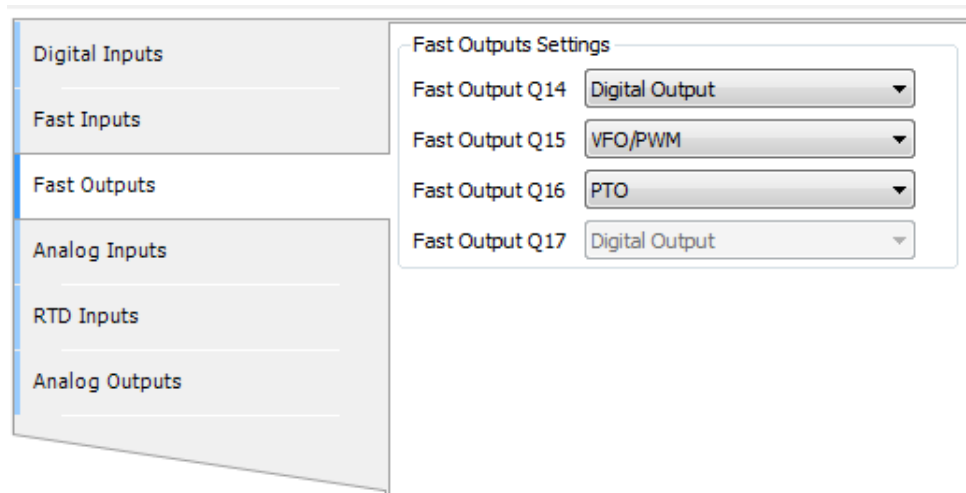 Digital Inputs
Fast Inputs
Fast Outputs
Analog Inputs
RTD Inputs
Analog Outputs
Fast Outputs Settings
Fast Output Q14 Digital Output
Fast Output Q15 VFO/PWM
Fast Output Q16 PTO
Fast Output Q17 Digital Output